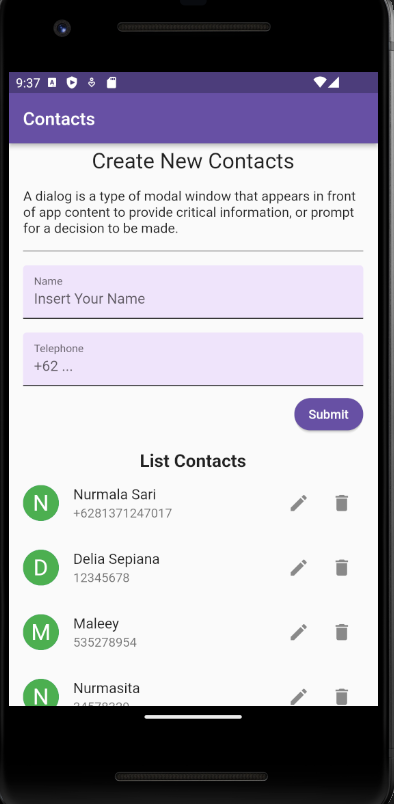 9:37
Contacts
Create New Contacts
A dialog is a type of modal window that appears in front
of app content to provide critical information, or prompt
for a decision to be made.
Name
Insert Your Name
Telephone
+62 ...
Submit
List Contacts
N
Nurmala Sari
+6281371247017
D
Delia Sepiana
12345678
M
Maleey
535278954
N
Nurmasita